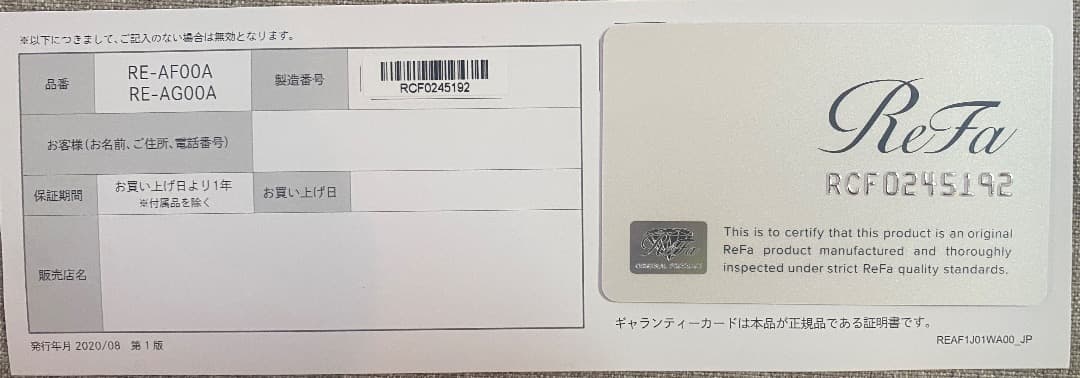 ※以下につきまして、ご記入のない場合は無効となります。
品番
RE-AF00A
RE-AG00A
製造番号
RCF0245192
お客様(お名前、ご住所、電話番号)
保証期間
お買い上げ日より1年
※付属品を除く
お買い上げ日
販売店名
発行年月 2020/08 第1版
ReFa
RCF0245192
ReFa
ORIGINAL PRODUCT
This is to certify that this product is an original
ReFa product manufactured and thoroughly
inspected under strict ReFa quality standards.
ギャランティーカードは本品が正規品である証明書です。
REAF1J01WA00_JP